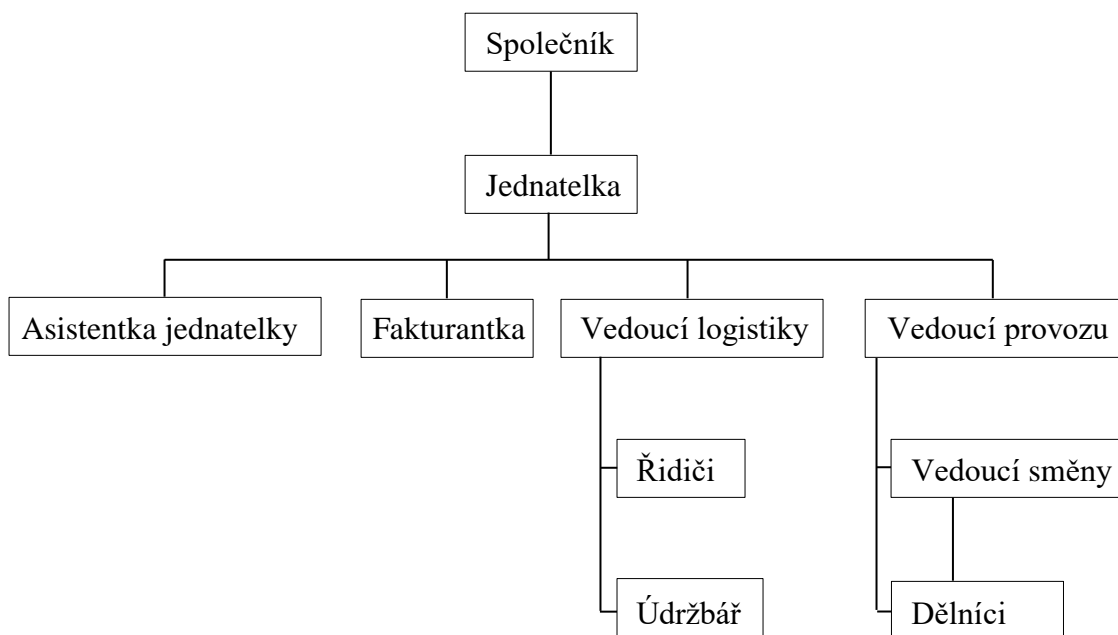 Společník
Jednatelka
Asistentka jednatelky
Fakturantka
Vedoucí logistiky
Vedoucí provozu
Řidiči
Vedoucí směny
Údržbář
Dělníci